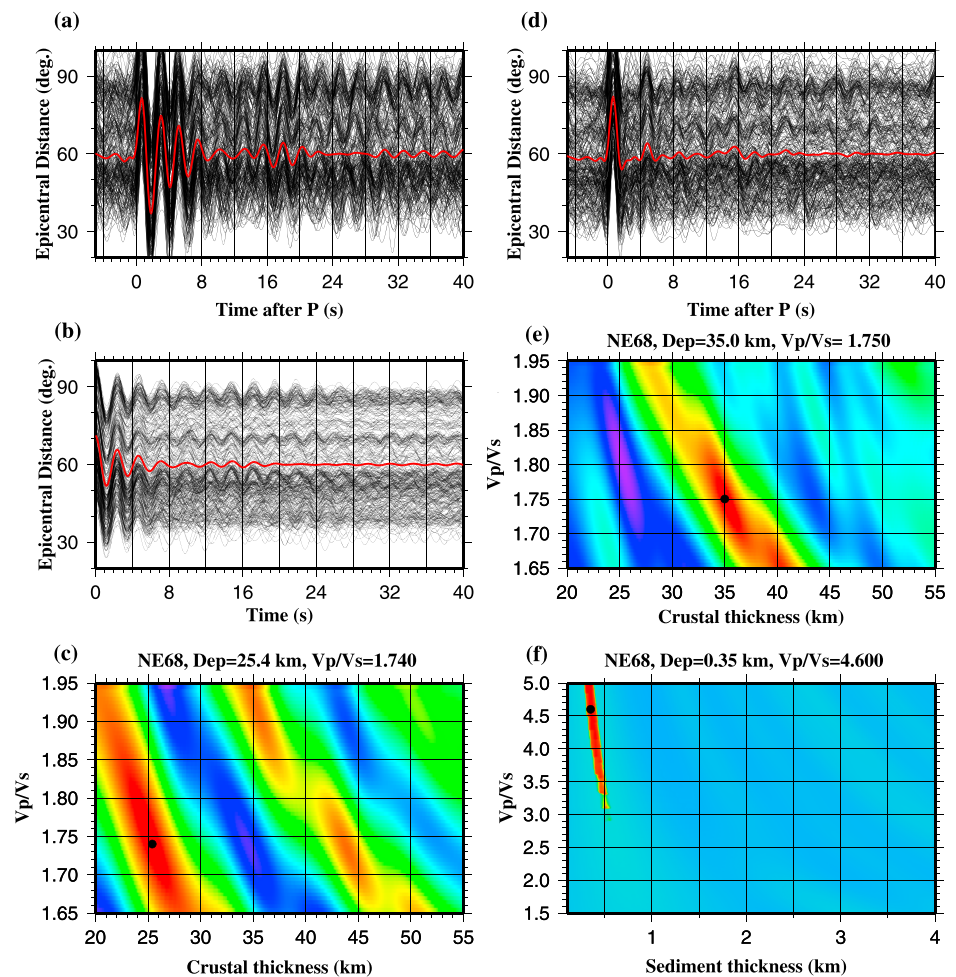 (a)
Epicentral Distance (deg.)
90
60
30
0 8 16 24 32 40
Time after P (s)
(d)
Epicentral Distance (deg.)
90
60
30
0 8 16 24 32 40
Time after P (s)
(b)
Epicentral Distance (deg.)
90
60
30
0 8 16 24 32 40
Time (s)
(e)
NE68, Dep=35.0 km, Vp/Vs= 1.750
Vp/Vs
1.95
1.90
1.85
1.80
1.75
1.70
1.65
20 25 30 35 40 45 50 55
Crustal thickness (km)
(c)
NE68, Dep=25.4 km, Vp/Vs=1.740
Vp/Vs
1.95
1.90
1.85
1.80
1.75
1.70
1.65
20 25 30 35 40 45 50 55
Crustal thickness (km)
(f)
NE68, Dep=0.35 km, Vp/Vs=4.600
Vp/Vs
5.0
4.5
4.0
3.5
3.0
2.5
2.0
1.5
1 2 3 4
Sediment thickness (km)